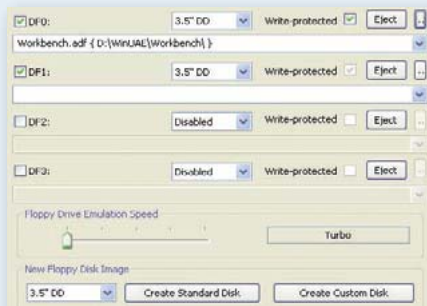 DF0: 3.5" DD Write-protected Eject ...
Workbench.adf { D:\WinUAE\Workbench\ }
DF1: 3.5" DD Write-protected Eject ...
DF2: Disabled Write-protected Eject ...
DF3: Disabled Write-protected Eject ...
Floppy Drive Emulation Speed
Turbo
New Floppy Disk Image
3.5" DD Create Standard Disk Create Custom Disk